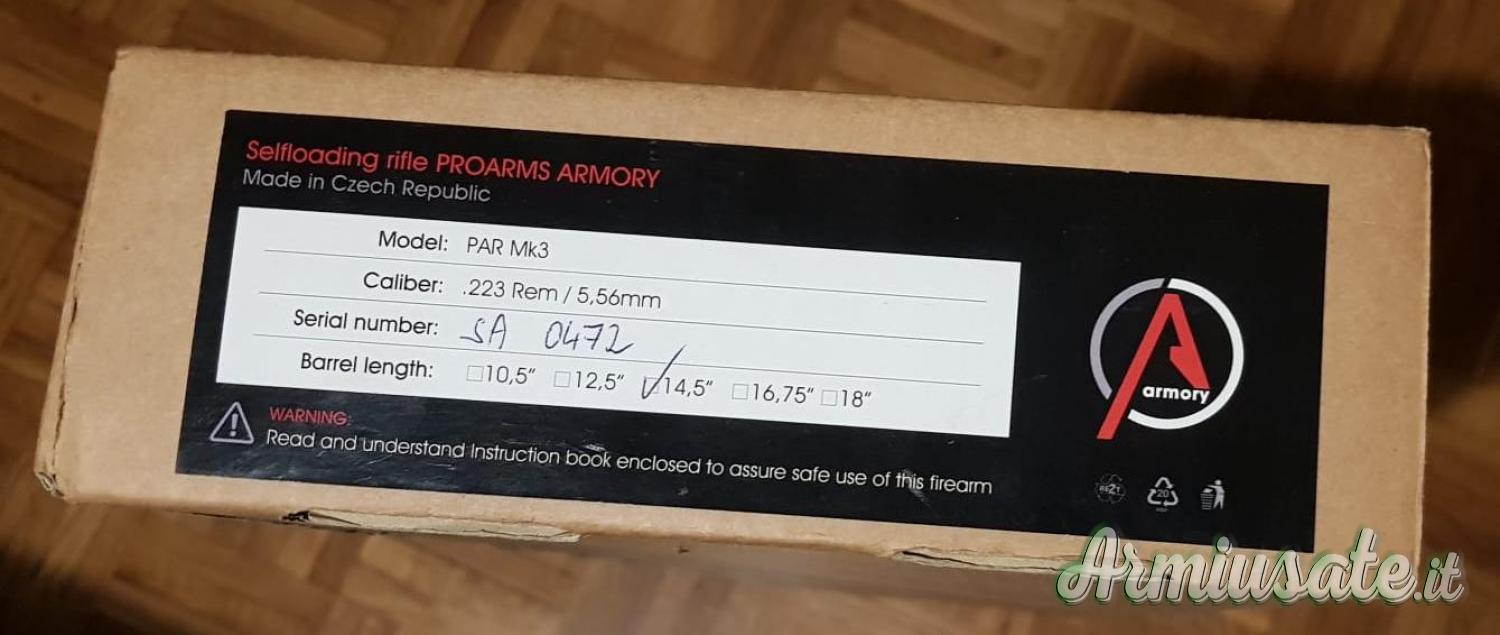 Selfloading rifle PROARMS ARMORY
Made in Czech Republic
Model: PAR Mk3
Caliber: .223 Rem / 5,56mm
Serial number: SA 0472
Barrel length: ☐10,5" ☐12,5" ☑14,5" ☐16,75" ☐18"
WARNING:
Read and understand Instruction book enclosed to assure safe use of this firearm
armory
20
Armiusate.it